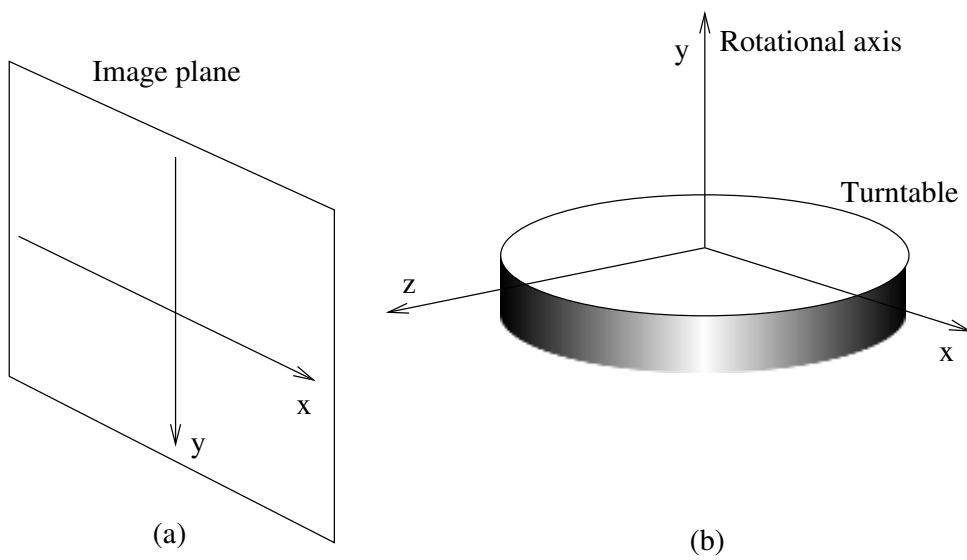 Image plane
x
y
(a)
y
Rotational axis
Turntable
z
x
(b)